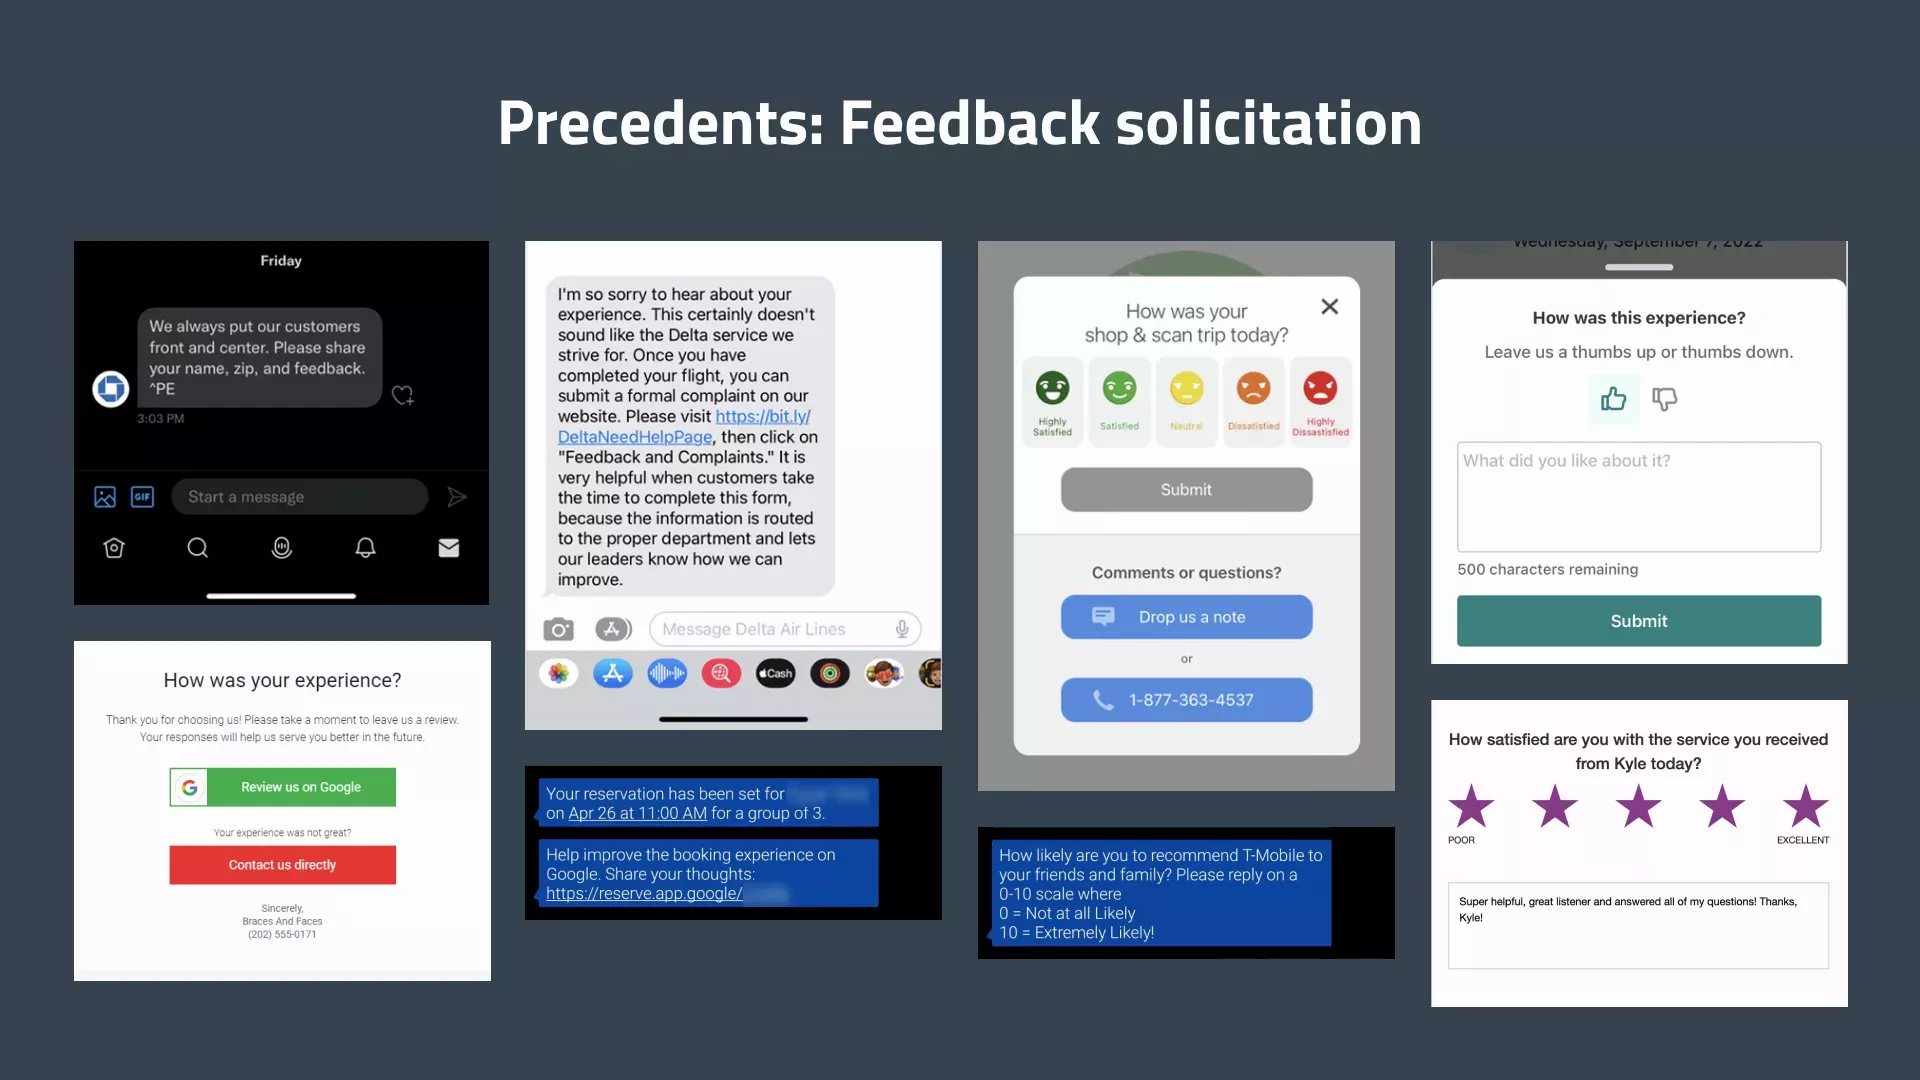 Precedents: Feedback solicitation
Friday
We always put our customers
front and center. Please share
your name, zip, and feedback.
^PE
3:03 PM
GIF
Start a message
How was your experience?
Thank you for choosing us! Please take a moment to leave us a review.
Your responses will help us serve you better in the future.
G
Review us on Google
Your experience was not great?
Contact us directly
Sincerely,
Braces And Faces
(202) 555-0171
I'm so sorry to hear about your
experience. This certainly doesn't
sound like the Delta service we
strive for. Once you have
completed your flight, you can
submit a formal complaint on our
website. Please visit https://bit.ly/
DeltaNeedHelpPage, then click on
"Feedback and Complaints." It is
very helpful when customers take
the time to complete this form,
because the information is routed
to the proper department and lets
our leaders know how we can
improve.
Message Delta Air Lines
Cash
Your reservation has been set for
on Apr 26 at 11:00 AM for a group of 3.
Help improve the booking experience on
Google. Share your thoughts:
https://reserve.app.google/
How was your
shop & scan trip today?
Highly
Satisfied
Satisfied
Neutral
Dissatisfied
Highly
Dissastisfied
Submit
Comments or questions?
Drop us a note
or
1-877-363-4537
How likely are you to recommend T-Mobile to
your friends and family? Please reply on a
0-10 scale where
0 = Not at all Likely
10 = Extremely Likely!
Wednesday, September 7, 2022
How was this experience?
Leave us a thumbs up or thumbs down.
What did you like about it?
500 characters remaining
Submit
How satisfied are you with the service you received
from Kyle today?
POOR
EXCELLENT
Super helpful, great listener and answered all of my questions! Thanks,
Kyle!